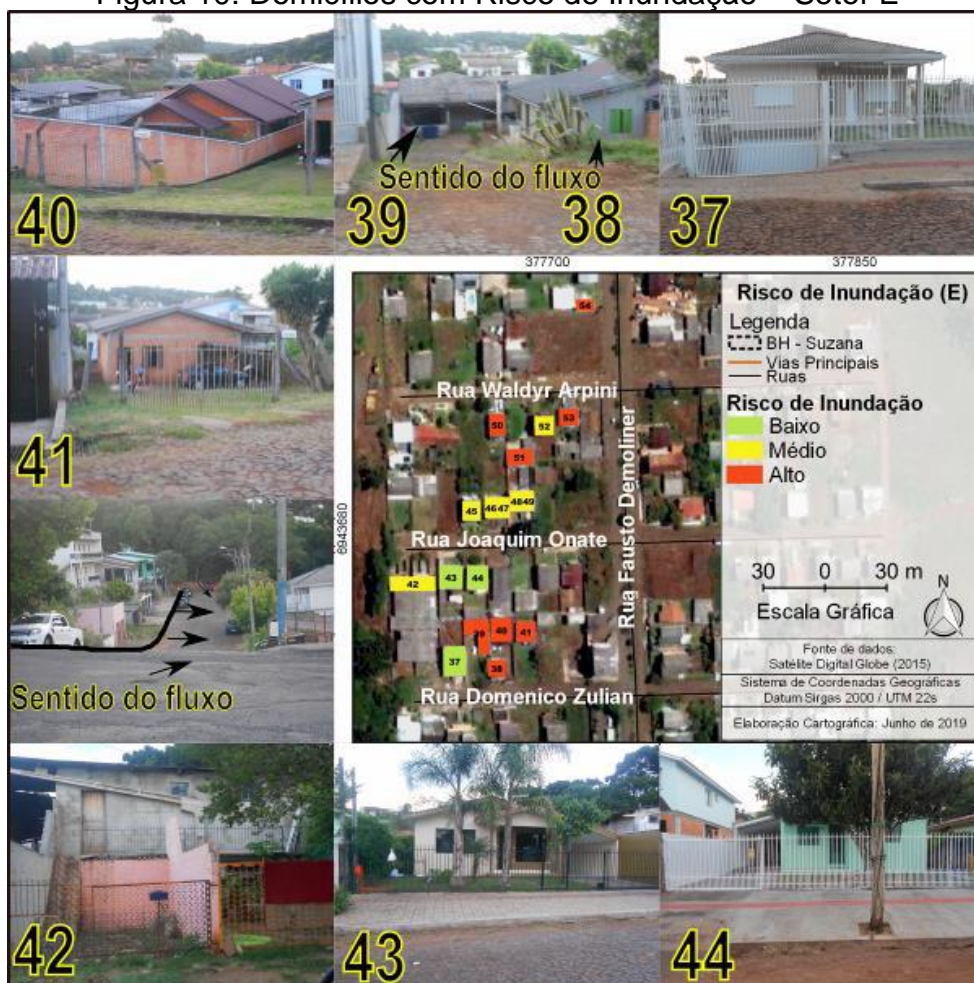 Figura 10: Domicílios com Risco de Inundação – Setor E
40
39
Sentido do fluxo
38
37
377700
377850
41
6943680
Sentido do fluxo
Rua Waldyr Arpini
Rua Joaquim Onate
Rua Fausto Demoliner
Rua Domenico Zulian
54
50
52
53
51
45
46
47
48
49
42
43
44
39
40
41
37
38
Risco de Inundação (E)
Legenda
BH - Suzana
Vias Principais
Ruas
Risco de Inundação
Baixo
Médio
Alto
30 0 30 m
N
Escala Gráfica
Fonte de dados:
Satélite Digital Globe (2015)
Sistema de Coordenadas Geográficas
Datum Sirgas 2000 / UTM 22s
Elaboração Cartográfica: Junho de 2019
42
43
44